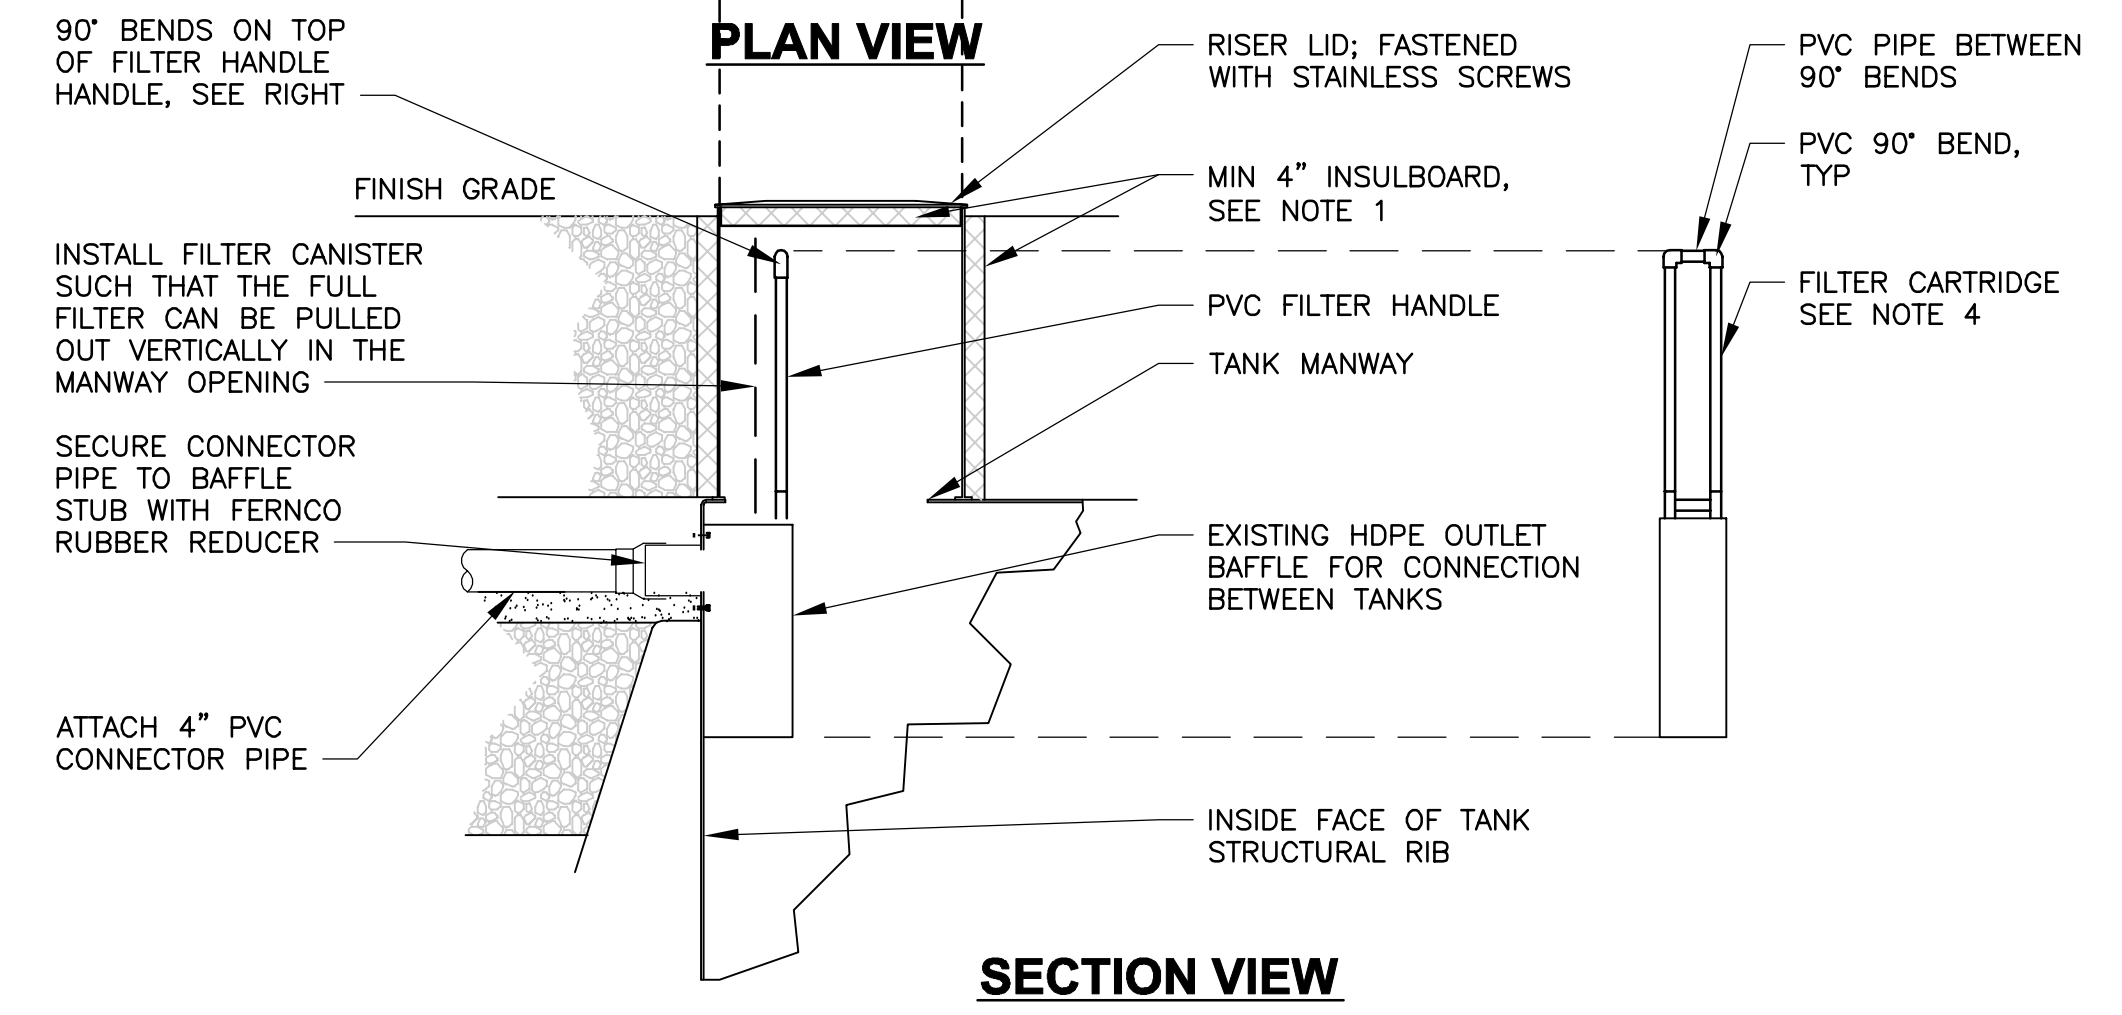 90° BENDS ON TOP
OF FILTER HANDLE
HANDLE, SEE RIGHT
PLAN VIEW
RISER LID; FASTENED
WITH STAINLESS SCREWS
PVC PIPE BETWEEN
90° BENDS
PVC 90° BEND,
TYP
FINISH GRADE
MIN 4" INSULBOARD,
SEE NOTE 1
INSTALL FILTER CANISTER
SUCH THAT THE FULL
FILTER CAN BE PULLED
OUT VERTICALLY IN THE
MANWAY OPENING
PVC FILTER HANDLE
FILTER CARTRIDGE
SEE NOTE 4
TANK MANWAY
SECURE CONNECTOR
PIPE TO BAFFLE
STUB WITH FERNCO
RUBBER REDUCER
EXISTING HDPE OUTLET
BAFFLE FOR CONNECTION
BETWEEN TANKS
ATTACH 4" PVC
CONNECTOR PIPE
INSIDE FACE OF TANK
STRUCTURAL RIB
SECTION VIEW